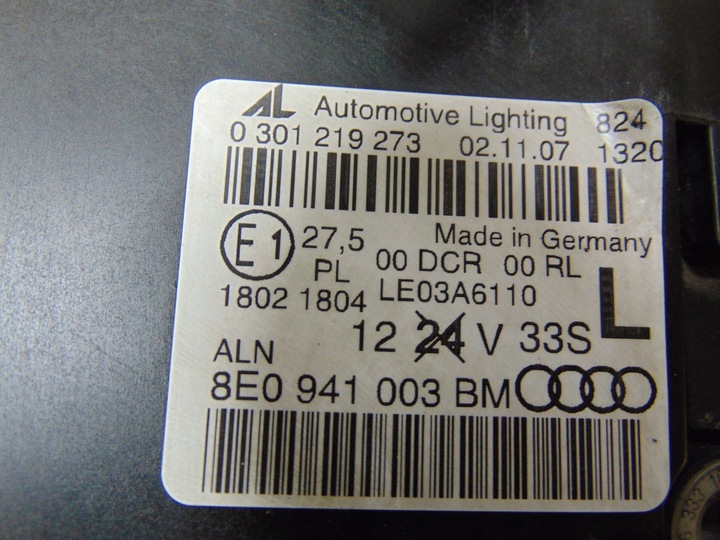 AL Automotive Lighting 824
0 301 219 273 02.11.07 1320
E1 27,5 Made in Germany
PL 00 DCR 00 RL
1802 1804 LE03A6110 L
12 24 V 33S
ALN
8E0 941 003 BM